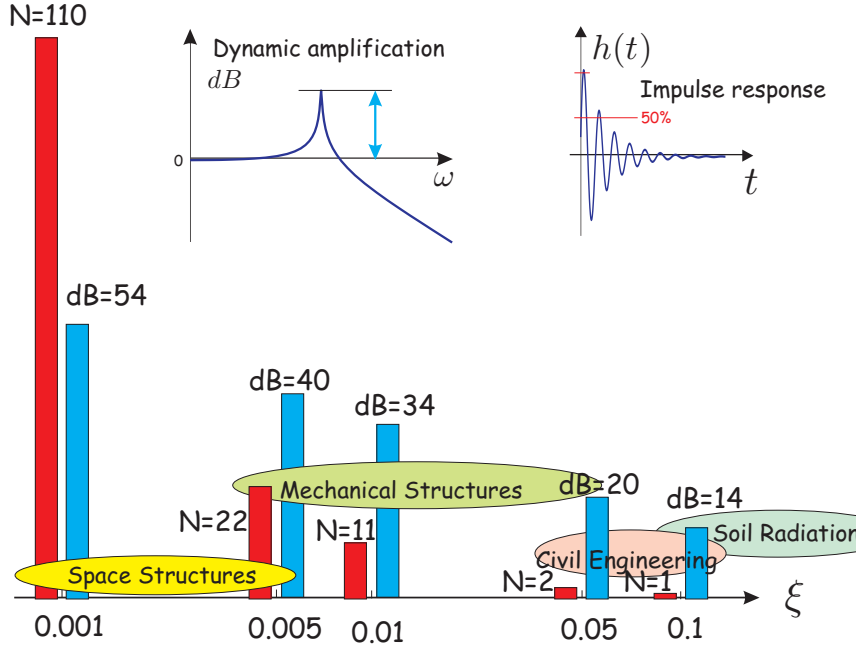 N=110
Dynamic amplification
dB
0
ω
h(t)
Impulse response
50%
t
dB=54
dB=40
dB=34
Mechanical Structures
dB=20
dB=14
N=22
N=11
Soil Radiation
Civil Engineering
Space Structures
N=2
N=1
ξ
0.001
0.005
0.01
0.05
0.1